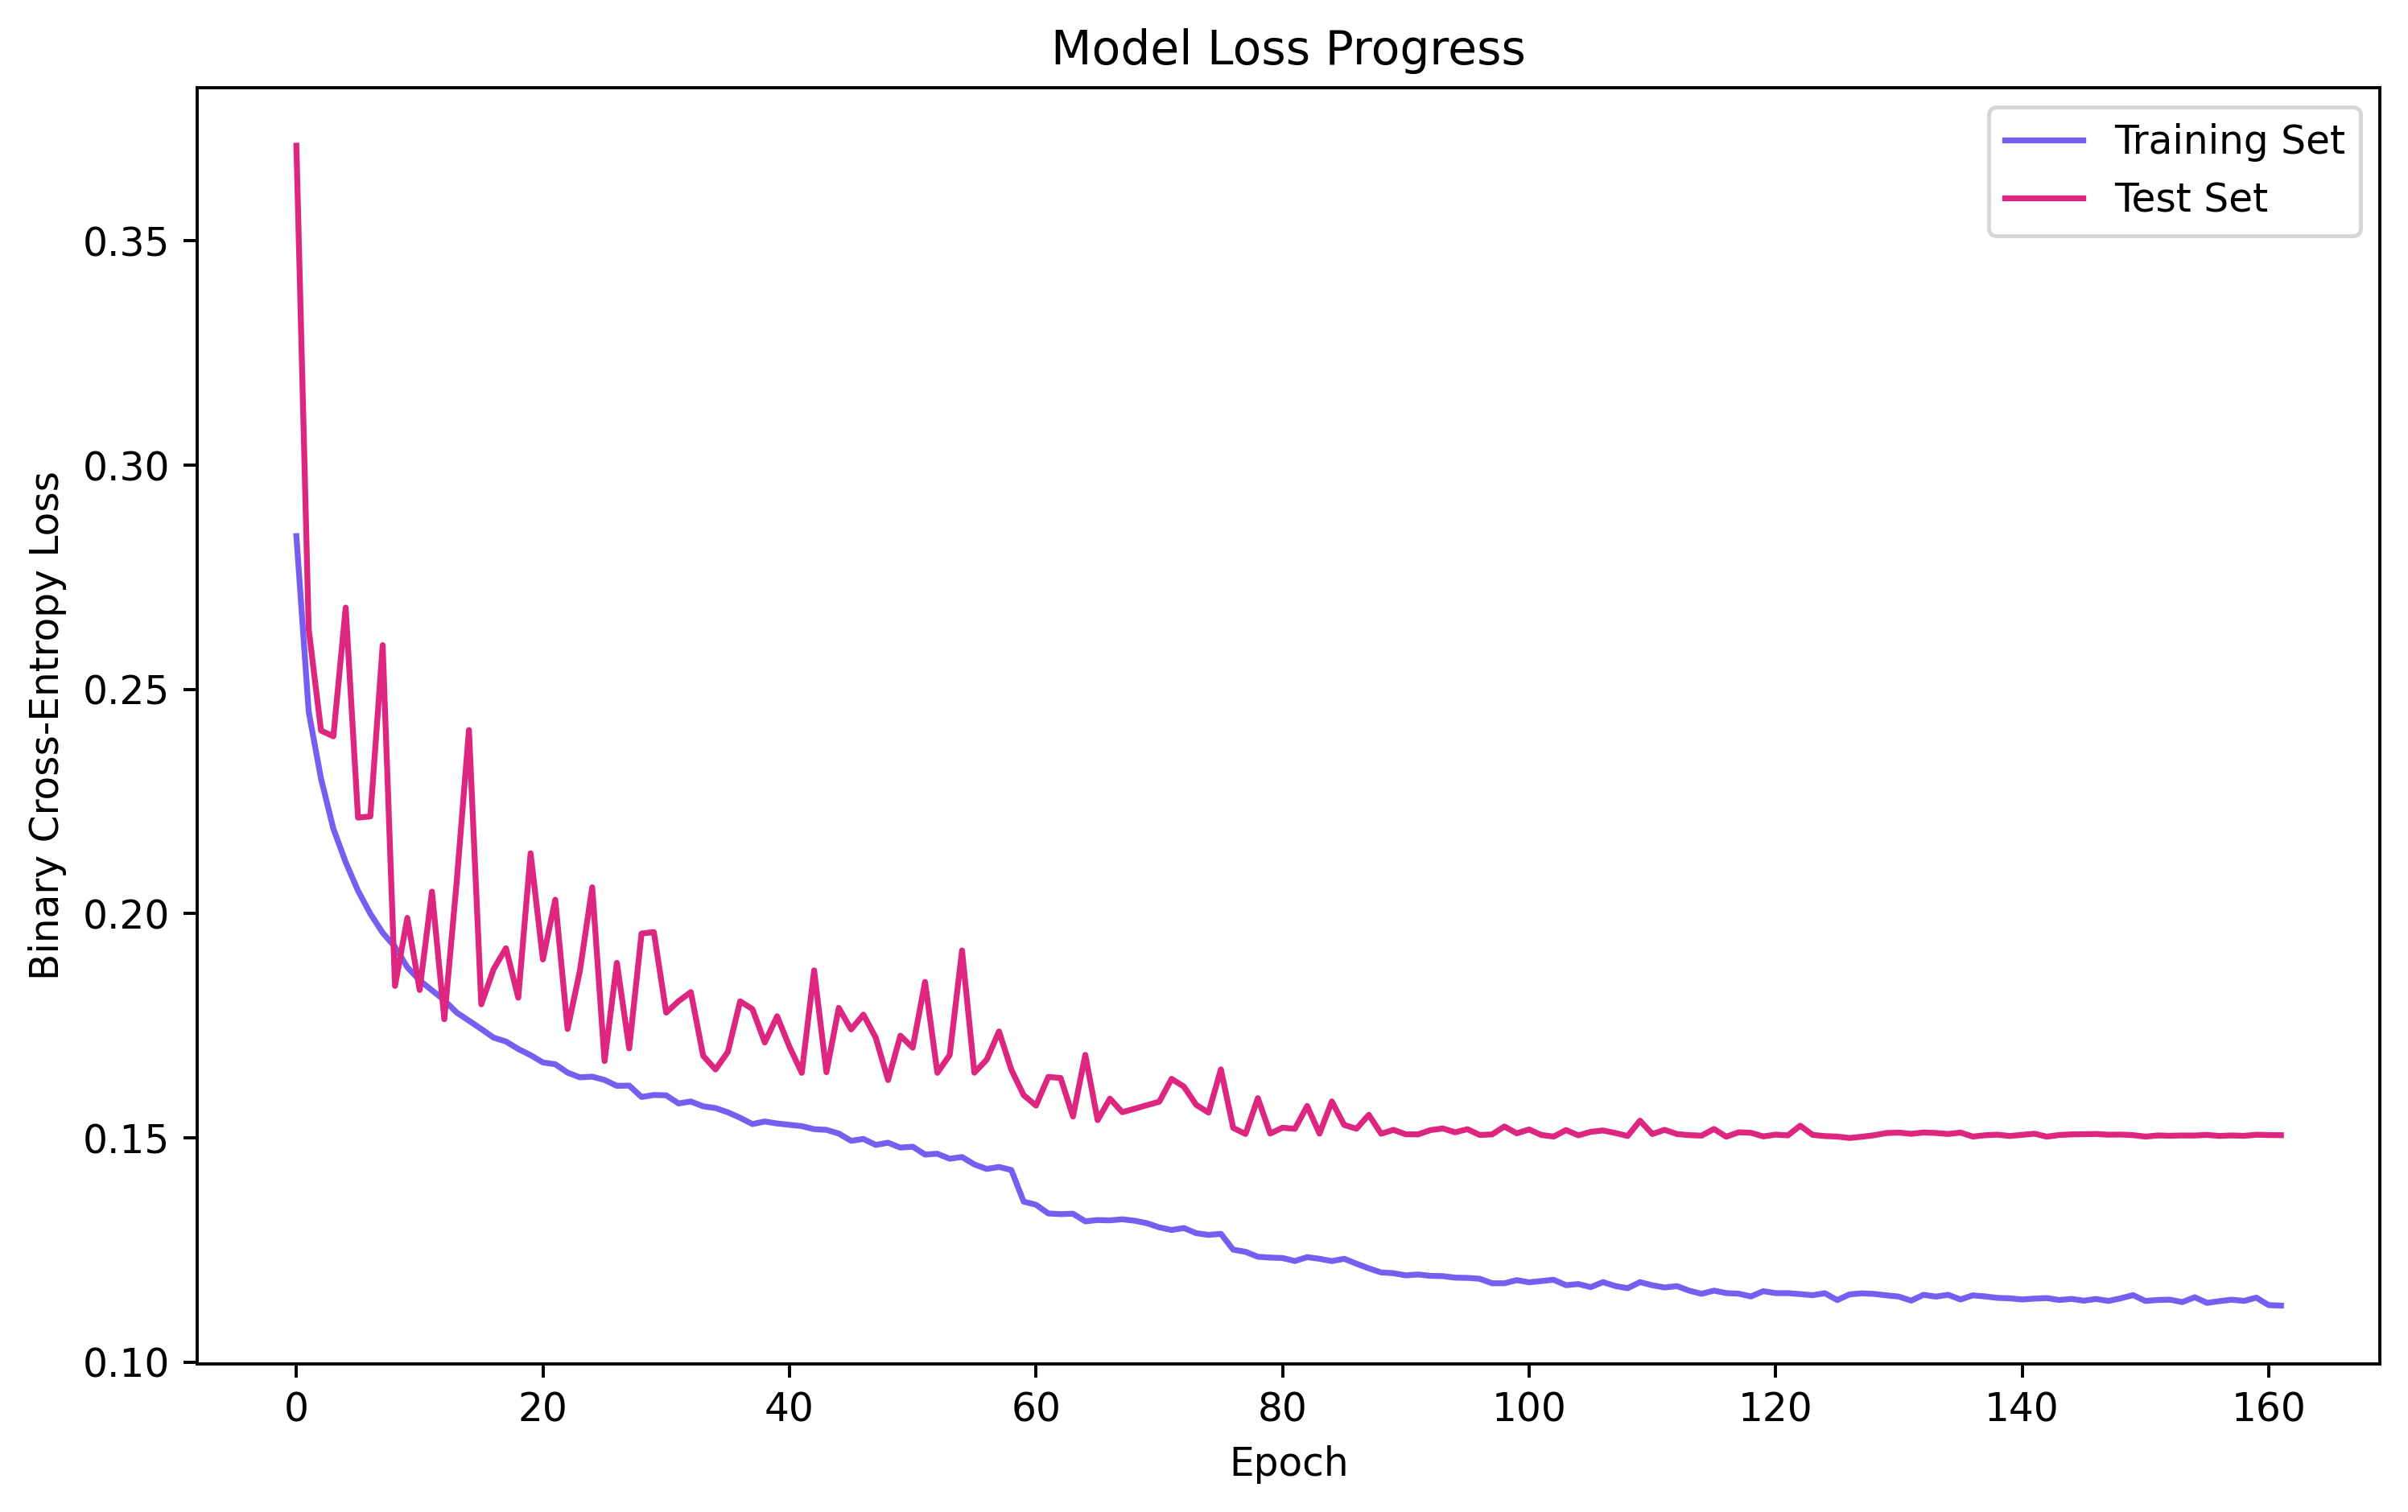 Model Loss Progress
Training Set
Test Set
Binary Cross-Entropy Loss
0.35
0.30
0.25
0.20
0.15
0.10
0 20 40 60 80 100 120 140 160
Epoch